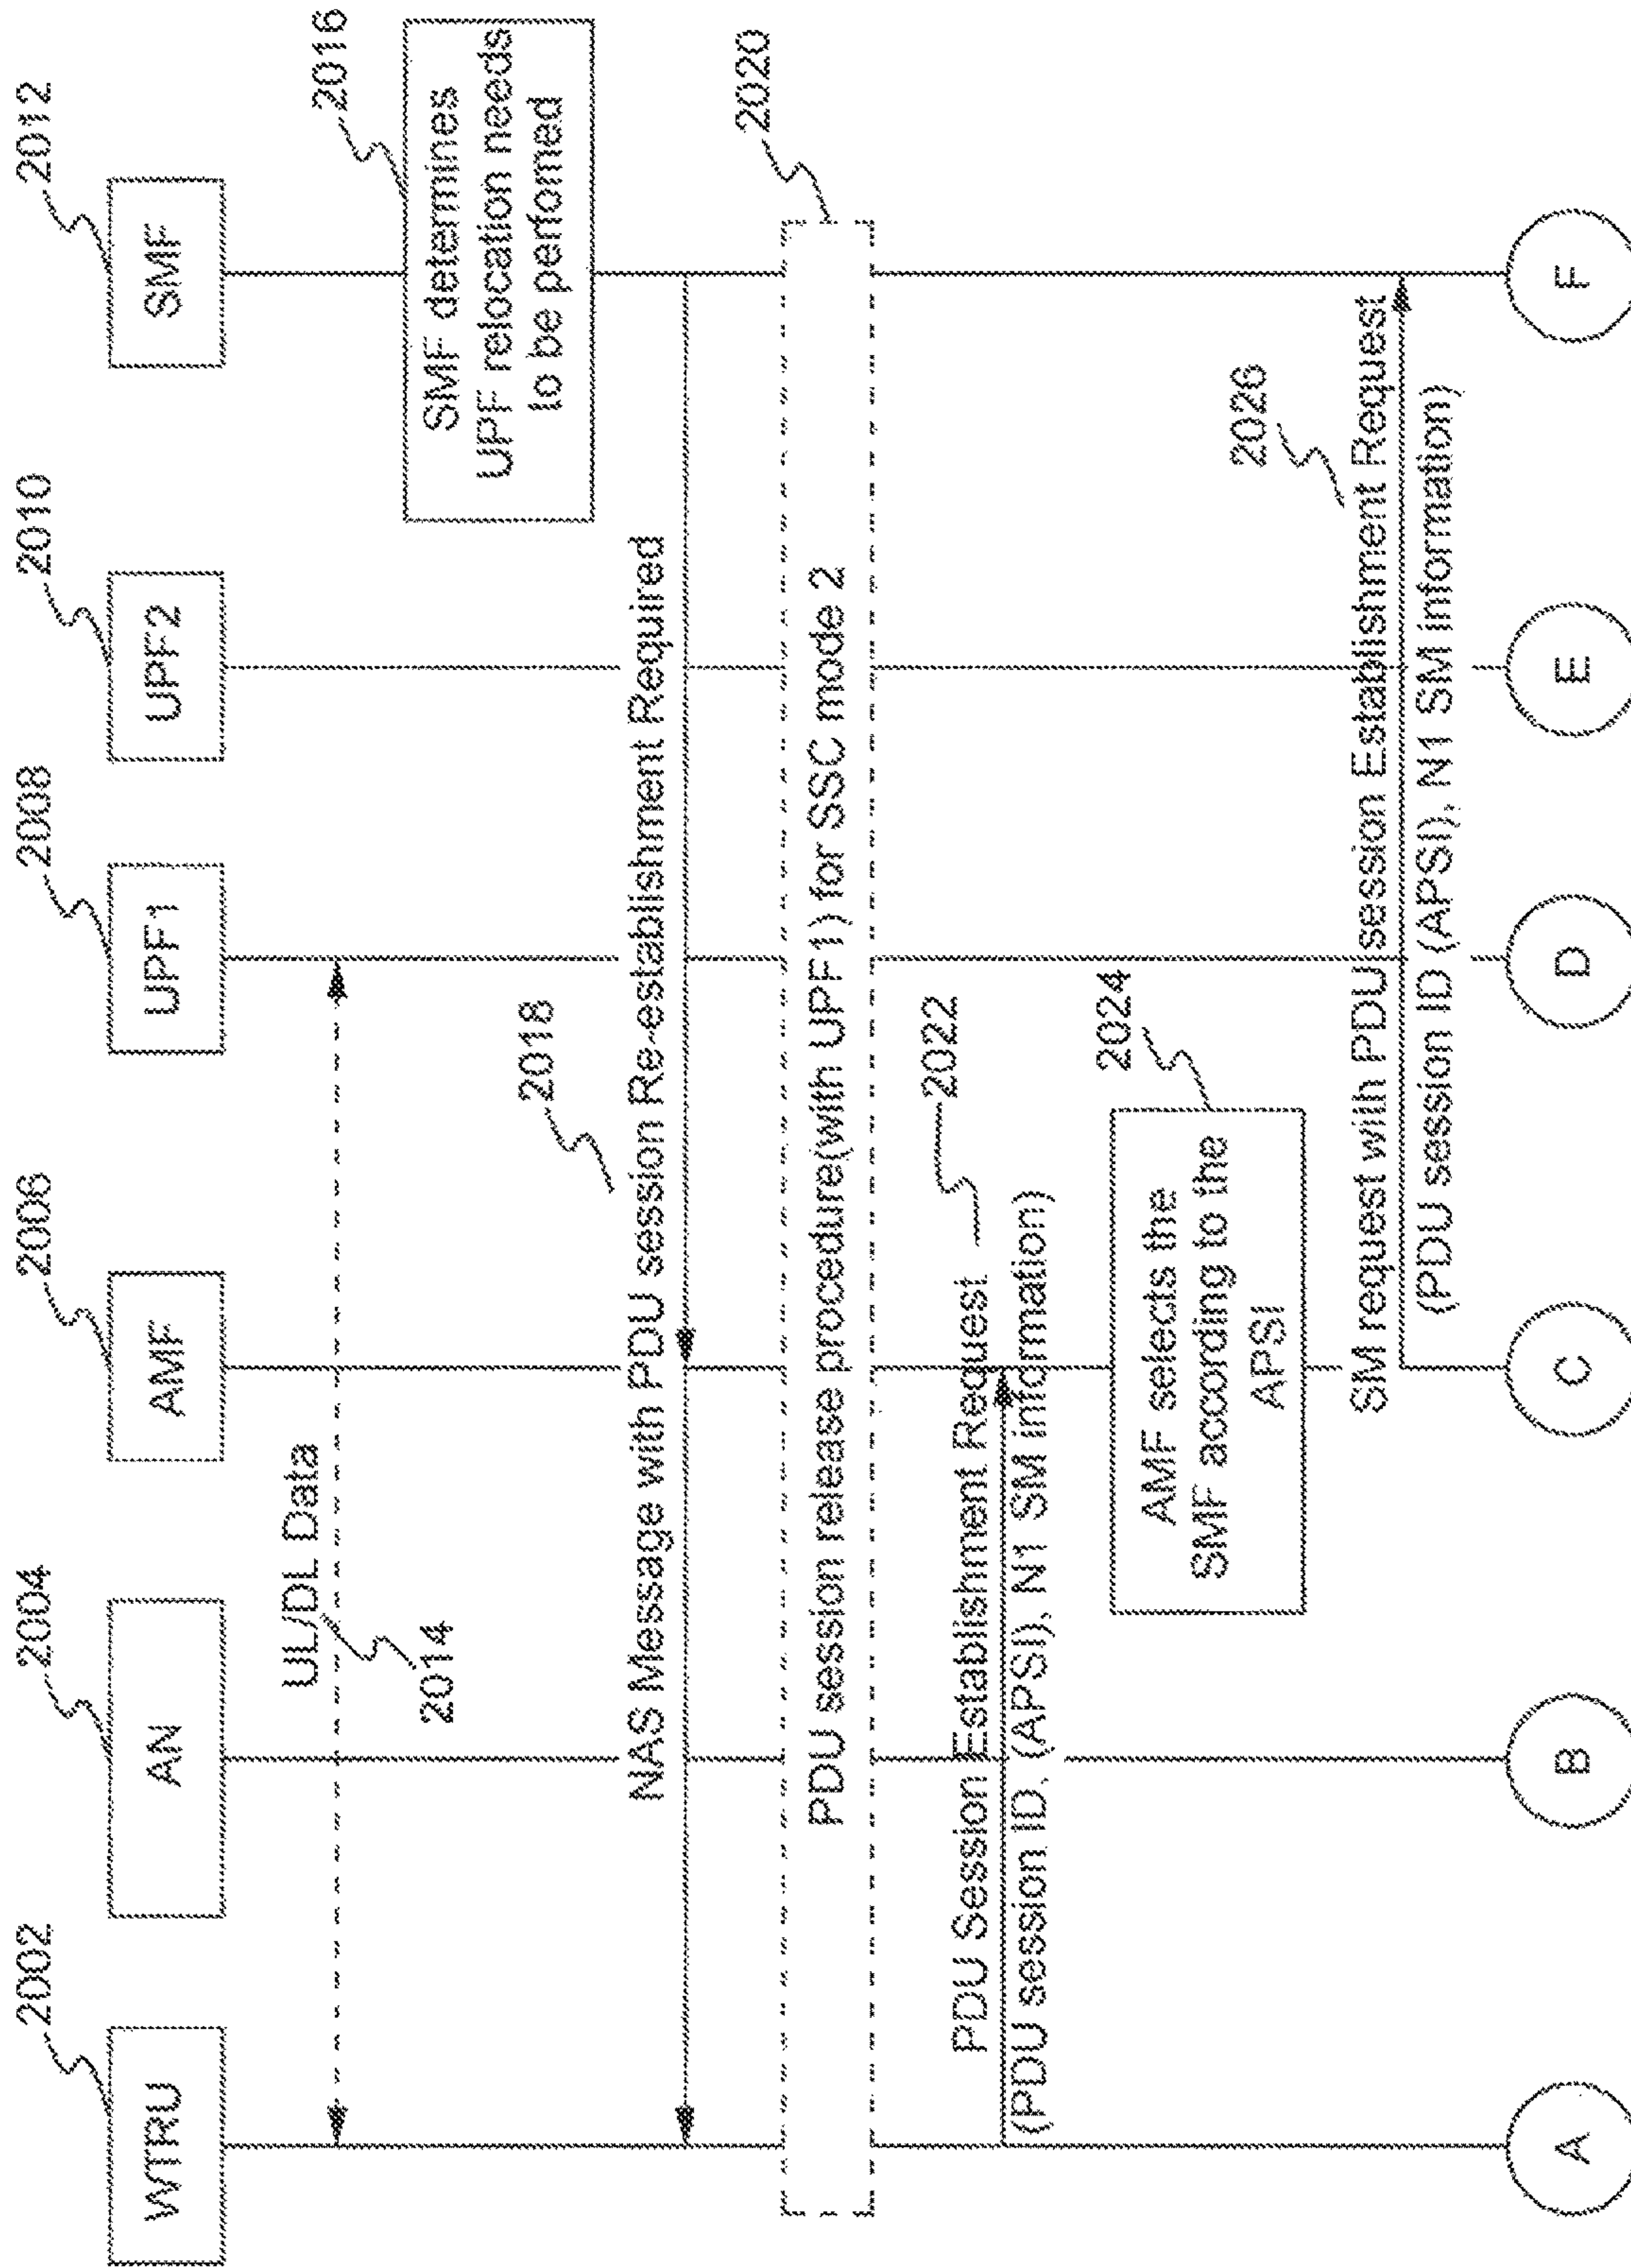 2002
2004
2006
2008
2010
2012
WTRU
AN
AMF
UPF1
UPF2
SMF
UL/DL Data
2014
2016
SMF determines
UPF relocation needs
to be perfomed
2018
NAS Message with PDU session Re-establishment Required
2020
PDU session release procedure(with UPF1) for SSC mode 2
2022
PDU Session Establishment Request
(PDU session ID, (APSI), N1 SM information)
2024
AMF selects the
SMF according to the
APSI
2026
SM request with PDU session Establishment Request
(PDU session ID (APSI), N1 SM information)
A
B
C
D
E
F